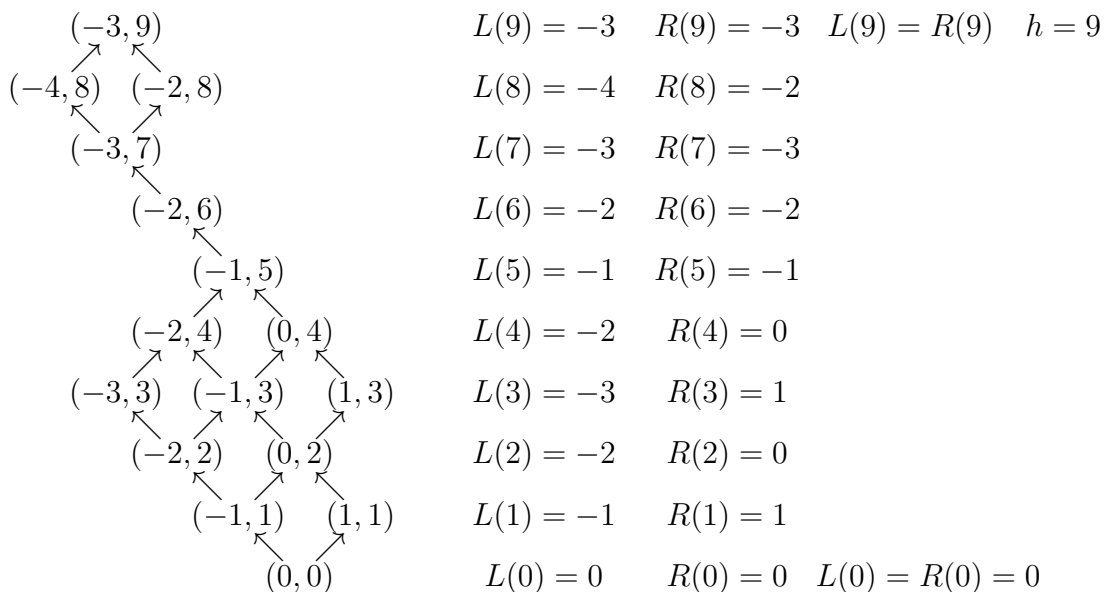 (−3, 9) L(9) = −3 R(9) = −3 L(9) = R(9) h = 9
(−4, 8) (−2, 8) L(8) = −4 R(8) = −2
(−3, 7) L(7) = −3 R(7) = −3
(−2, 6) L(6) = −2 R(6) = −2
(−1, 5) L(5) = −1 R(5) = −1
(−2, 4) (0, 4) L(4) = −2 R(4) = 0
(−3, 3) (−1, 3) (1, 3) L(3) = −3 R(3) = 1
(−2, 2) (0, 2) L(2) = −2 R(2) = 0
(−1, 1) (1, 1) L(1) = −1 R(1) = 1
(0, 0) L(0) = 0 R(0) = 0 L(0) = R(0) = 0